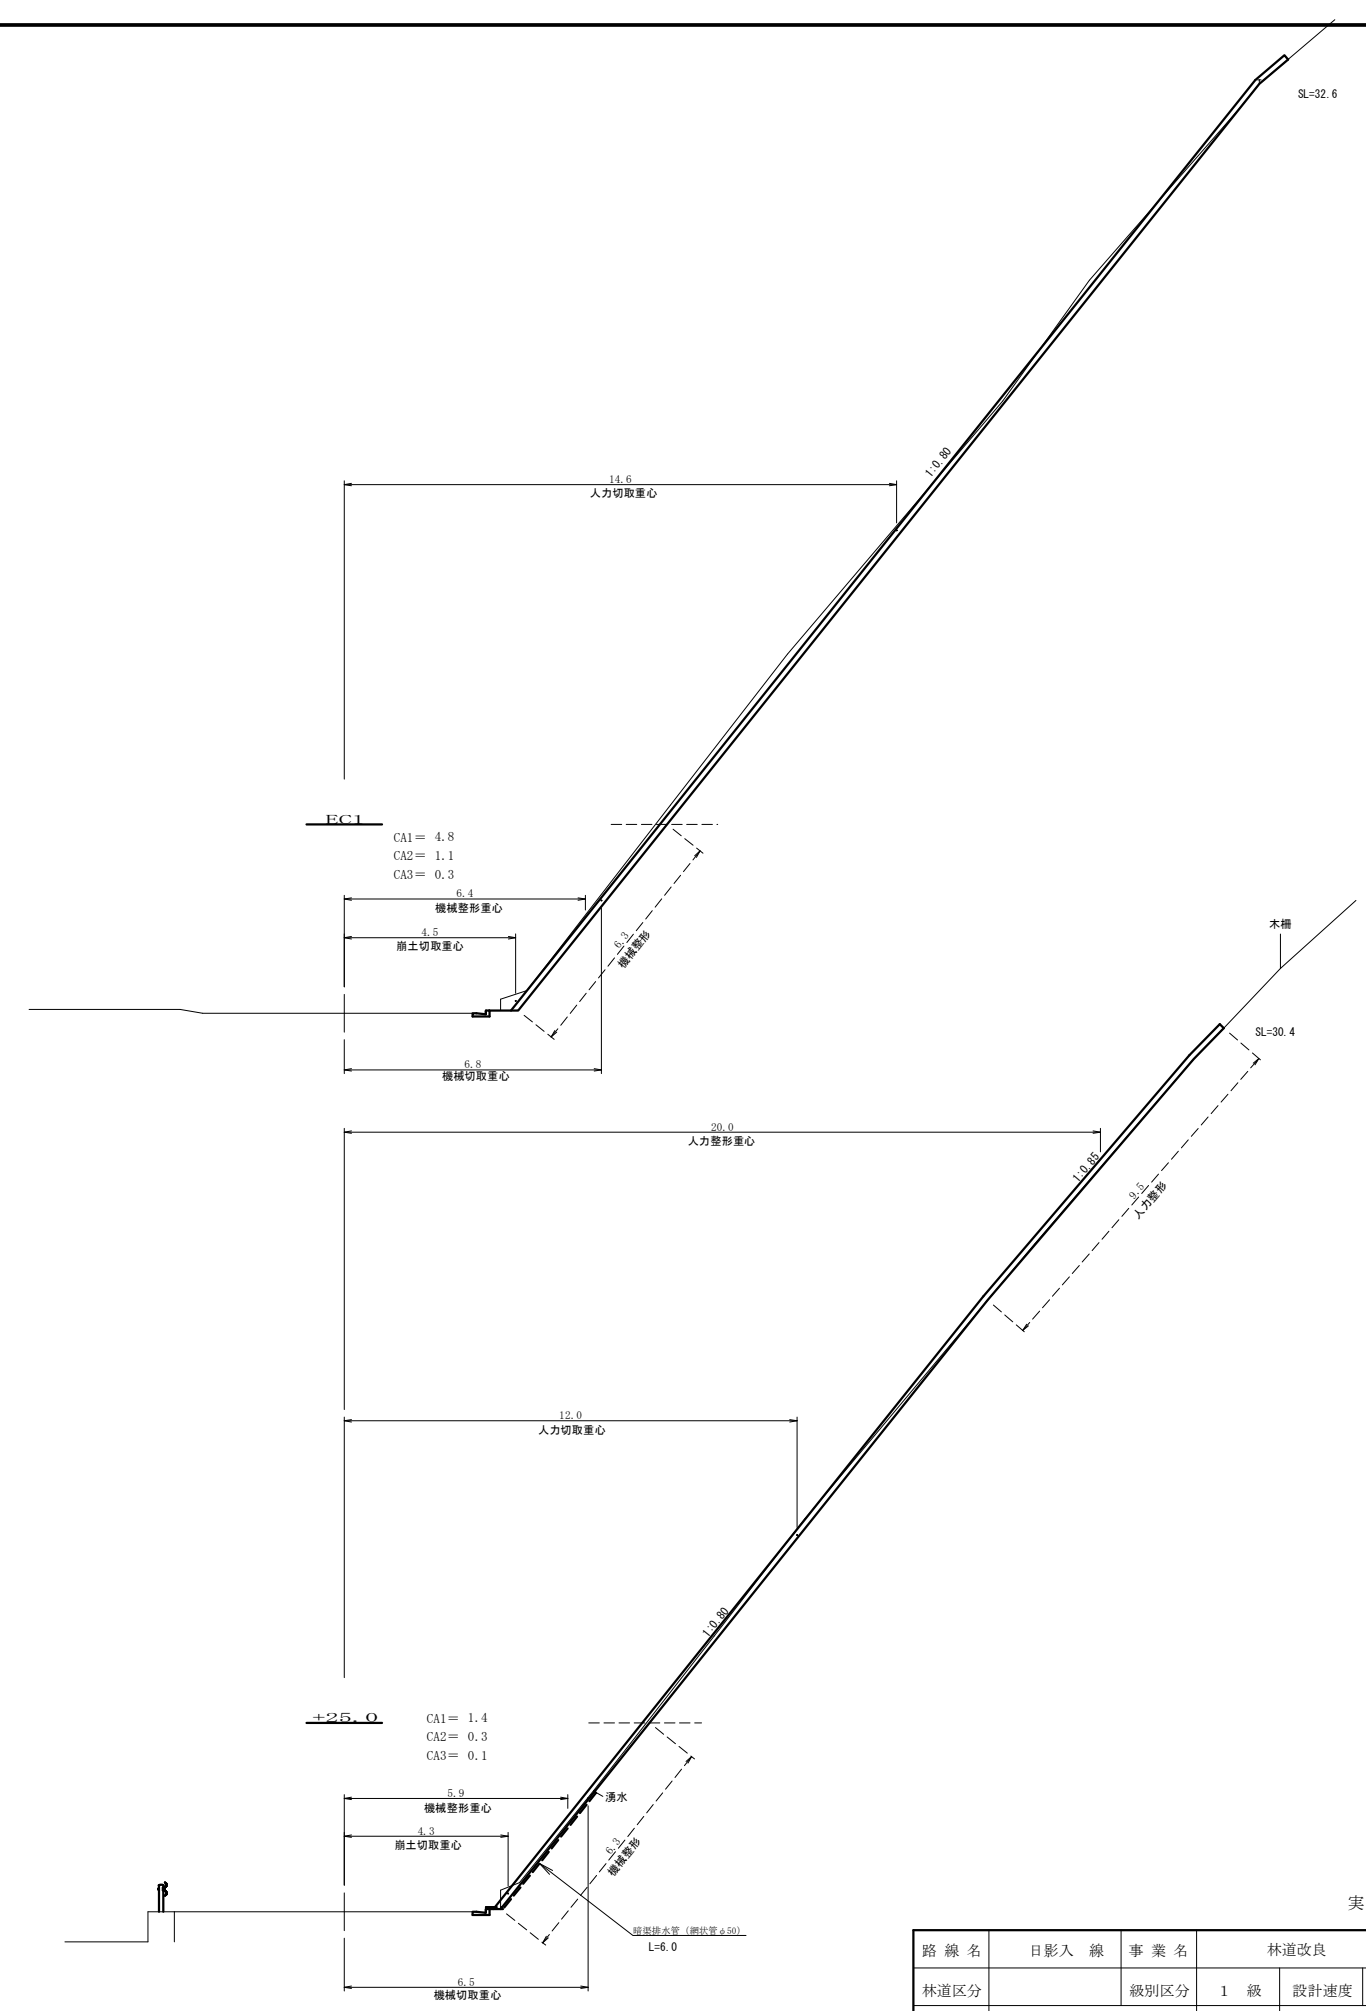 SL=32.6
1:0.80
14.6
人力切取重心
EC1
CA1= 4.8
CA2= 1.1
CA3= 0.3
6.4
機械整形重心
4.5
崩土切取重心
6.3
機械整形
6.8
機械切取重心
木柵
SL=30.4
20.0
人力整形重心
1:0.85
9.5
人力整形
12.0
人力切取重心
1:0.80
+25.0
CA1= 1.4
CA2= 0.3
CA3= 0.1
5.9
機械整形重心
湧水
4.3
崩土切取重心
6.3
機械整形
暗渠排水管 (網状管φ50)
L=6.0
6.5
機械切取重心
実
路線名 日影入 線 事業名 林道改良
林道区分 級別区分 1 級 設計速度